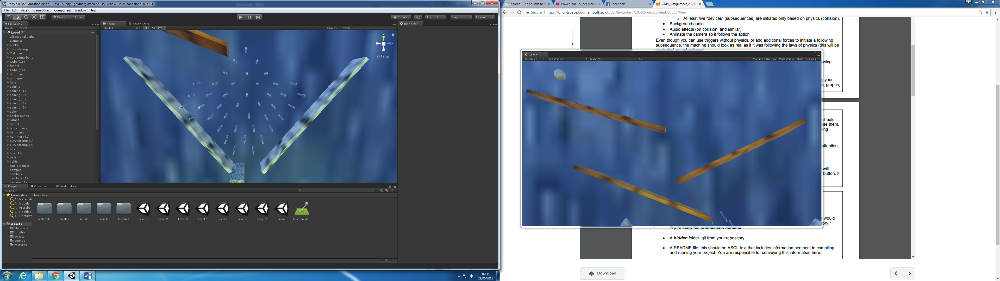 Unity 5.6.3p2 Education (64bit) - Level 7.unity - goldberg machine - PC, Mac & Linux Standalone <DX11>
File Edit Assets GameObject Component Window Help
Center Local
Collab Account Layers Layout
Hierarchy
Create All
Level 7*
Directional Light
Camera
plinko
curvedramp
Cylinder
curvedmarbulrun
Cube (16)
funnel
Cube (16)
dommins
pool que
funel
spining
spining (1)
spining (2)
spining (3)
spining (4)
spining (5)
spick
backgrounds
ramps
funnel
launchblock
hammers
hammers (1)
curvedramp (1)
curvedramp (2)
box
box (1)
balls
lights
Audio Source
campos
camlook
camlook (1)
campos (1)
Scene Asset Store
Shaded 2D Gizmos All
y
z
Persp
Inspector
Project Console Audio Mixer
Create
Favorites
All Materials
All Models
All Prefabs
All Modified
All Conflicte
Assets
Materials
modles
scripts
sounds
textures
Assets
Materials modles scripts sounds textures Level 1 Level 2 Level 3 Level 4 Level 5 Level 6 Level 7 menu New Physic...
02:38
21/05/2018
Search - The Sounds Res Power Star - Super Mario Facebook GDPL_Assignment_2 BRIE
Secure https://brightspace.bournemouth.ac.uk/d2l/le/content/10392/viewContent/85380/View
o At least five "devices" (subsequences) are initiated only based on physics (collision),
• Background audio,
• Audio effects (on collision, and similar),
• Animate the camera so it follows the action
Even though you can use triggers without physics, or add additional forces to initiate a following
subsequence, the machine should look as real as if it was following the laws of physics (this will be
Game
Display 1 Free Aspect Scale 1x Maximize On Play Mute Audio Stats Gizmos
wing:
your
s, graphs,
should
se them.
ng
attention,
will
button. It
would
ory.*
Try to keep the submission minimal.
• A hidden folder .git from your repository
• A README file, this should be ASCII text that includes information pertinent to compiling
and running your project. You are responsible for conveying this information here.
Download